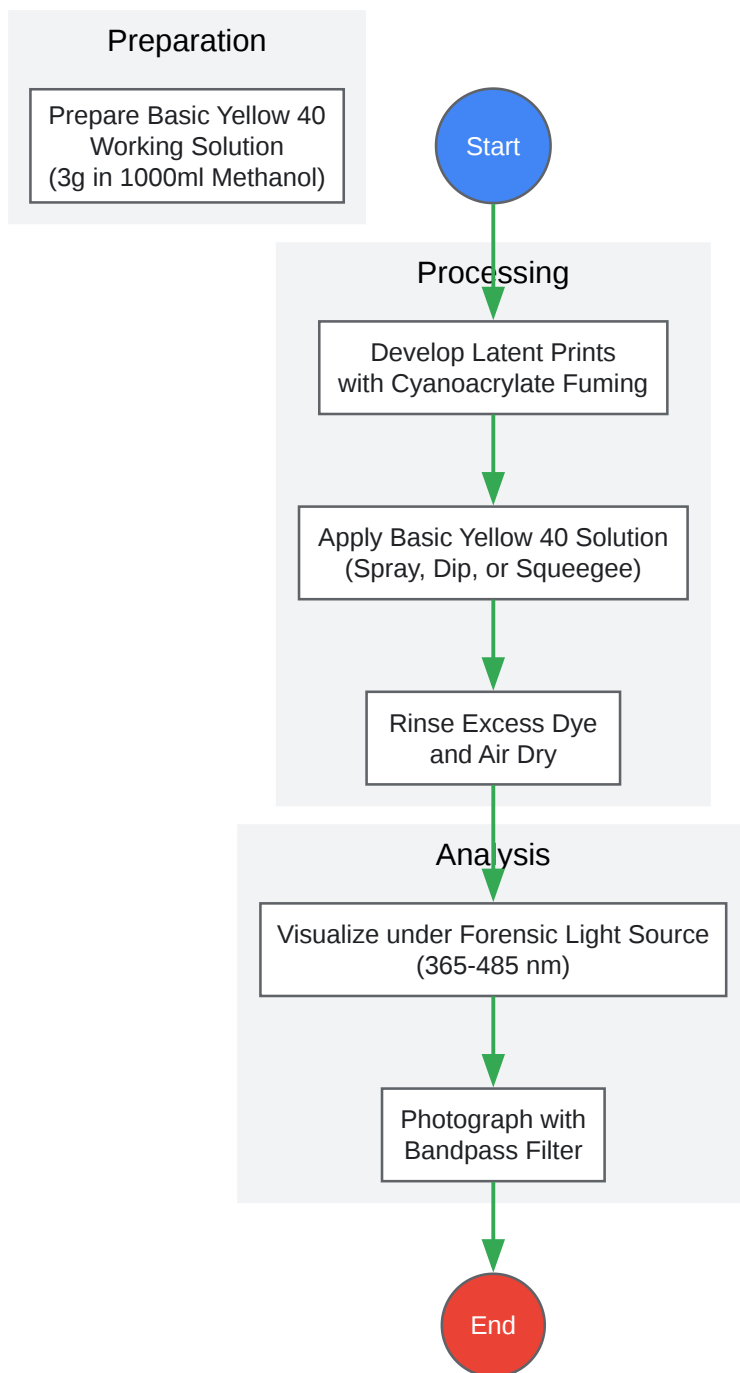 Preparation
Prepare Basic Yellow 40
Working Solution
(3g in 1000ml Methanol)
Start
Processing
Develop Latent Prints
with Cyanoacrylate Fuming
Apply Basic Yellow 40 Solution
(Spray, Dip, or Squeegee)
Rinse Excess Dye
and Air Dry
Analysis
Visualize under Forensic Light Source
(365-485 nm)
Photograph with
Bandpass Filter
End